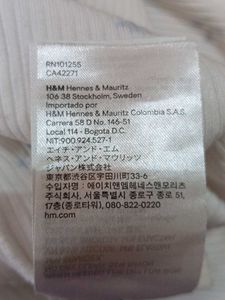 RN101255
CA42271
H&M Hennes & Mauritz
106 38 Stockholm, Sweden
Importado por
H&M Hennes & Mauritz Colombia S.A.S.
Carrera 58 D No. 146-51
Local 114 - Bogota D.C.
NIT:900.924.527-1
エイチ・アンド・エム
ヘネス・アンド・マウリッツ
ジャパン株式会社
東京都渋谷区宇田川町33-6
수입자명 : 에이치앤엠헤네스앤모리츠
주식회사, 서울특별시 종로구 종로 51,
17층(종로타워), 080-822-0220
hm.com